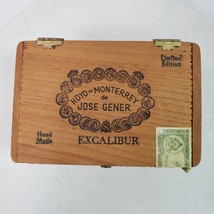 Limited
Edition
HOYO de MONTERREY
de
JOSE GENER
Hand
Made
EXCALIBUR